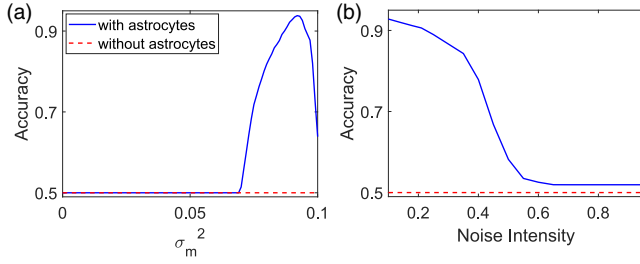 (a)
with astrocytes
without astrocytes
Accuracy
0.9
0.7
0.5
0
0.05
0.1
σm²
(b)
Accuracy
0.9
0.7
0.5
0.2
0.4
0.6
0.8
Noise Intensity